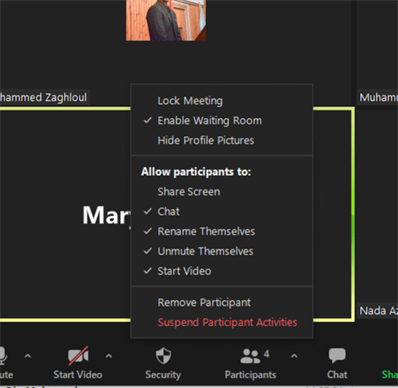 hammed Zaghloul
Muhamm
Lock Meeting
Enable Waiting Room
Hide Profile Pictures
Allow participants to:
Share Screen
Mary
Chat
Rename Themselves
Unmute Themselves
Start Video
Remove Participant
Suspend Participant Activities
Nada Az
ute
Start Video
Security
4
Participants
Chat
Sha